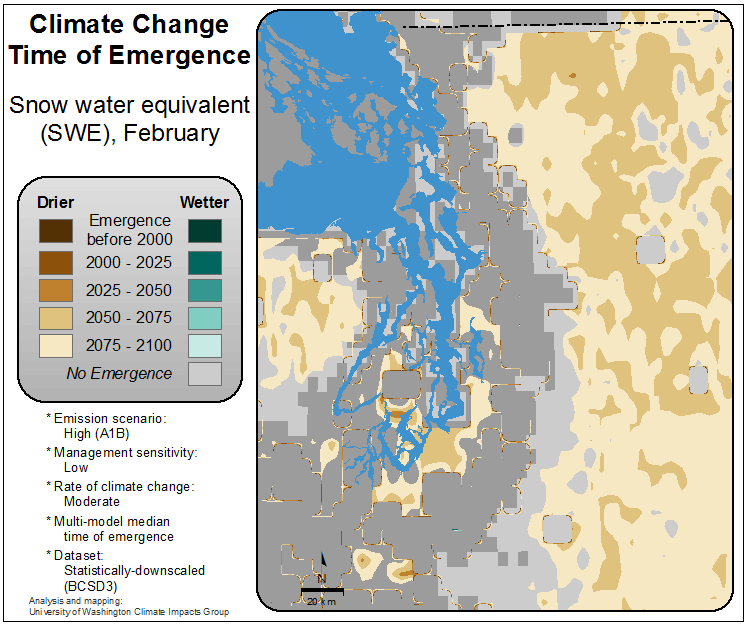 Climate Change
Time of Emergence
Snow water equivalent
(SWE), February
Drier Wetter
Emergence
before 2000
2000 - 2025
2025 - 2050
2050 - 2075
2075 - 2100
No Emergence
* Emission scenario:
High (A1B)
* Management sensitivity:
Low
* Rate of climate change:
Moderate
* Multi-model median
time of emergence
* Dataset:
Statistically-downscaled
(BCSD3)
Analysis and mapping:
University of Washington Climate Impacts Group
N
20 km